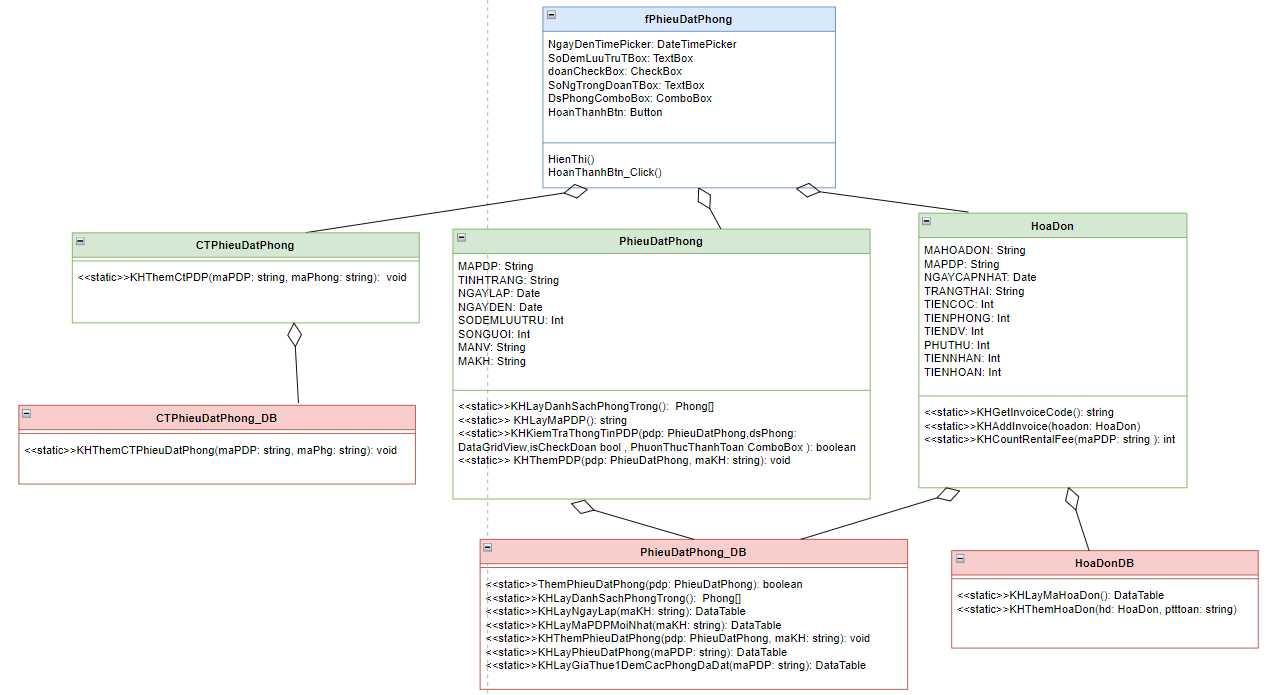 fPhieuDatPhong
NgayDenTimePicker: DateTimePicker
SoDemLuuTruTBox: TextBox
doanCheckBox: CheckBox
SoNgTrongDoanTBox: TextBox
DsPhongComboBox: ComboBox
HoanThanhBtn: Button
HienThi()
HoanThanhBtn_Click()
CTPhieuDatPhong
<<static>>KHThemCtPDP(maPDP: string, maPhong: string):  void
PhieuDatPhong
MAPDP: String
TINHTRANG: String
NGAYLAP: Date
NGAYDEN: Date
SODEMLUUTRU: Int
SONGUOI: Int
MANV: String
MAKH: String
<<static>>KHLayDanhSachPhongTrong():  Phong[]
<<static>> KHLayMaPDP(): string
<<static>>KHKiemTraThongTinPDP(pdp: PhieuDatPhong,dsPhong:
DataGridView,isCheckDoan bool , PhuonThucThanhToan ComboBox ): boolean
<<static>> KHThemPDP(pdp: PhieuDatPhong, maKH: string): void
HoaDon
MAHOADON: String
MAPDP: String
NGAYCAPNHAT: Date
TRANGTHAI: String
TIENCOC: Int
TIENPHONG: Int
TIENDV: Int
PHUTHU: Int
TIENNHAN: Int
TIENHOAN: Int
<<static>>KHGetInvoiceCode(): string
<<static>>KHAddInvoice(hoadon: HoaDon)
<<static>>KHCountRentalFee(maPDP: string ): int
CTPhieuDatPhong_DB
<<static>>KHThemCTPhieuDatPhong(maPDP: string, maPhg: string): void
PhieuDatPhong_DB
<<static>>ThemPhieuDatPhong(pdp: PhieuDatPhong): boolean
<<static>>KHLayDanhSachPhongTrong():  Phong[]
<<static>>KHLayNgayLap(maKH: string): DataTable
<<static>>KHLayMaPDPMoiNhat(maKH: string): DataTable
<<static>>KHThemPhieuDatPhong(pdp: PhieuDatPhong, maKH: string): void
<<static>>KHLayPhieuDatPhong(maPDP: string): DataTable
<<static>>KHLayGiaThue1DemCacPhongDaDat(maPDP: string): DataTable
HoaDonDB
<<static>>KHLayMaHoaDon(): DataTable
<<static>>KHThemHoaDon(hd: HoaDon, ptttoan: string)